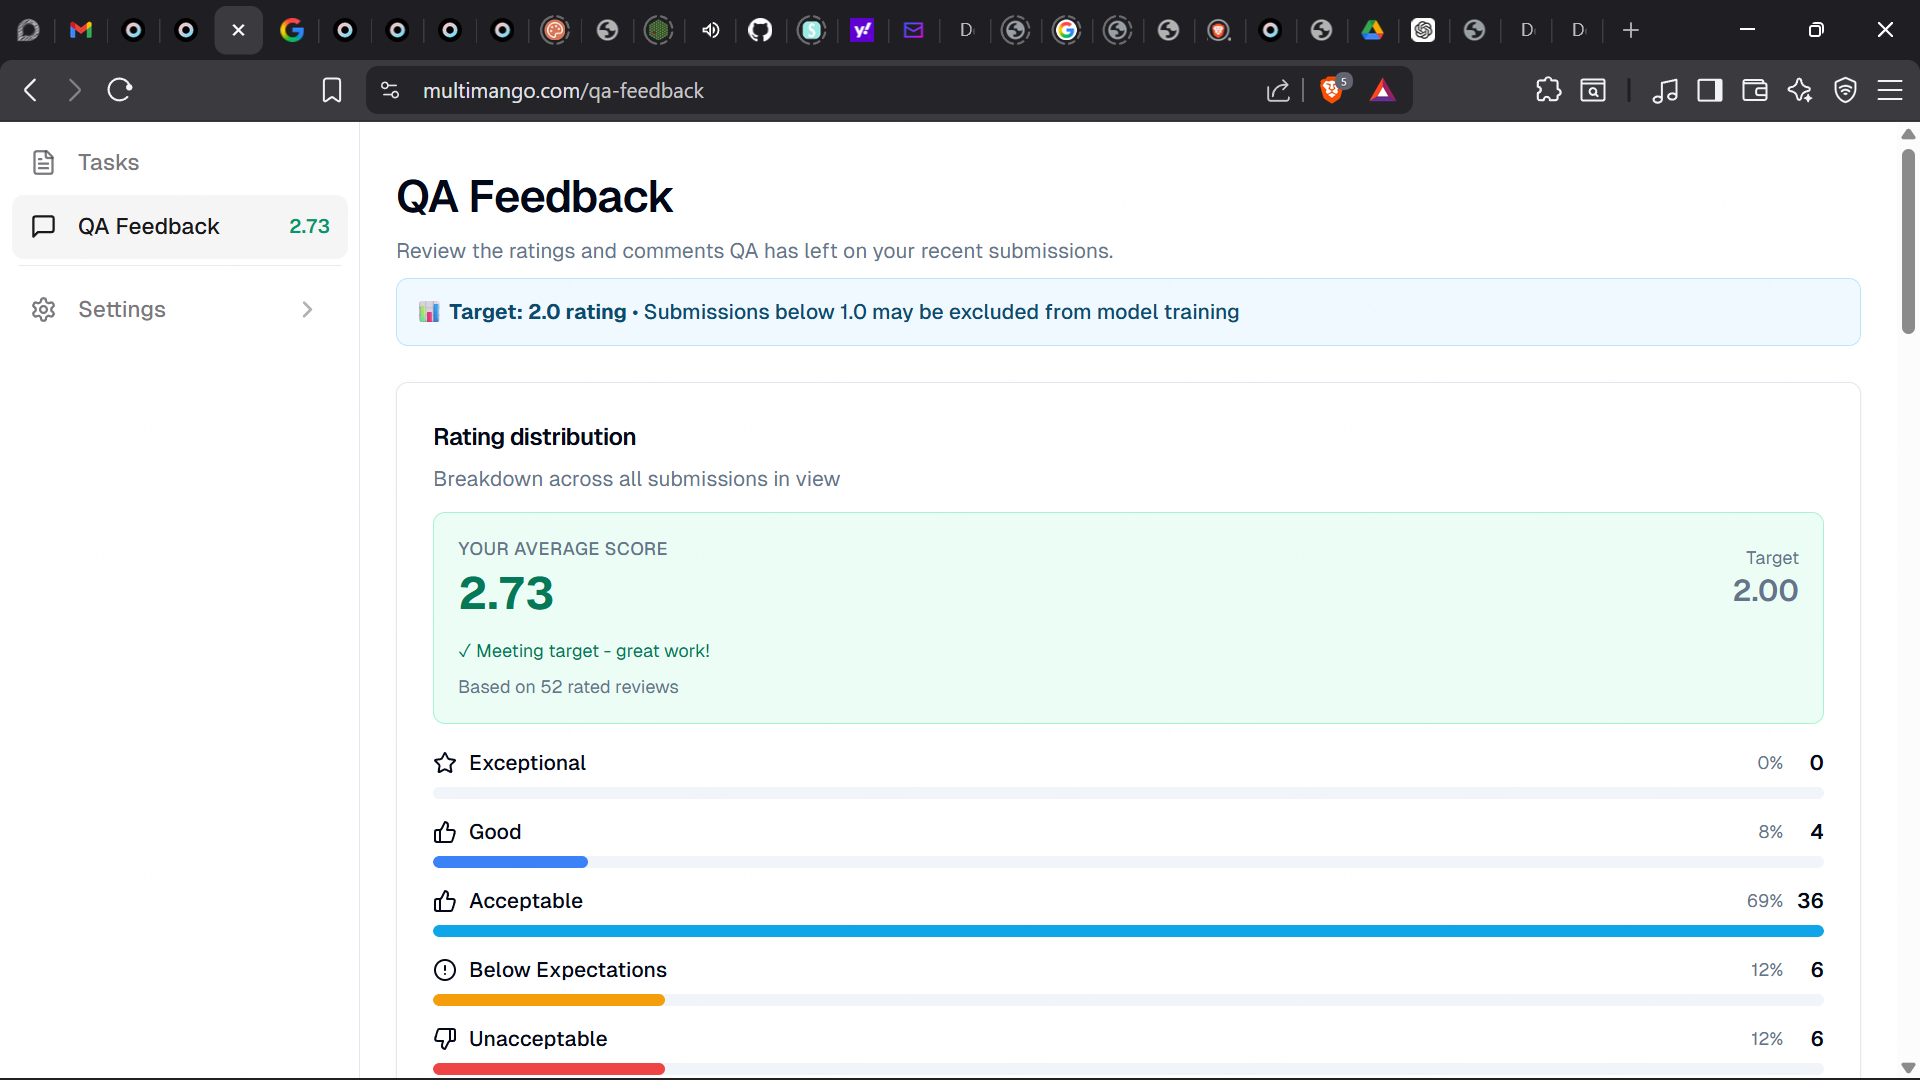 multimango.com/qa-feedback
5
Tasks
QA Feedback 2.73
Settings
QA Feedback
Review the ratings and comments QA has left on your recent submissions.
Target: 2.0 rating • Submissions below 1.0 may be excluded from model training
Rating distribution
Breakdown across all submissions in view
YOUR AVERAGE SCORE
2.73
Target
2.00
✓ Meeting target - great work!
Based on 52 rated reviews
Exceptional 0% 0
Good 8% 4
Acceptable 69% 36
Below Expectations 12% 6
Unacceptable 12% 6